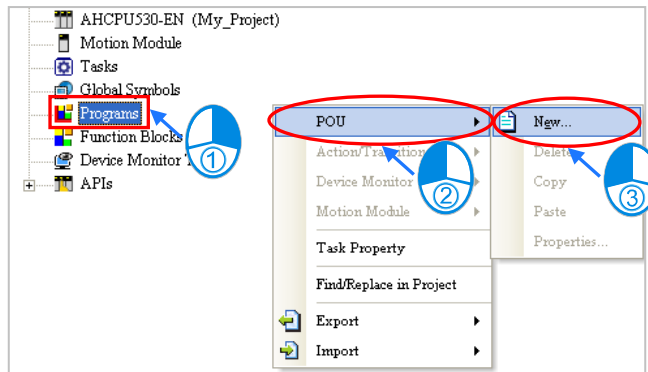 AHCPU530-EN (My_Project)
Motion Module
Tasks
Global Symbols
Programs
Function Blocks
Device Monitor
APIs
POU
Action/Transition
Device Monitor
Motion Module
Task Property
Find/Replace in Project
Export
Import
New...
Delete
Copy
Paste
Properties...
1
2
3